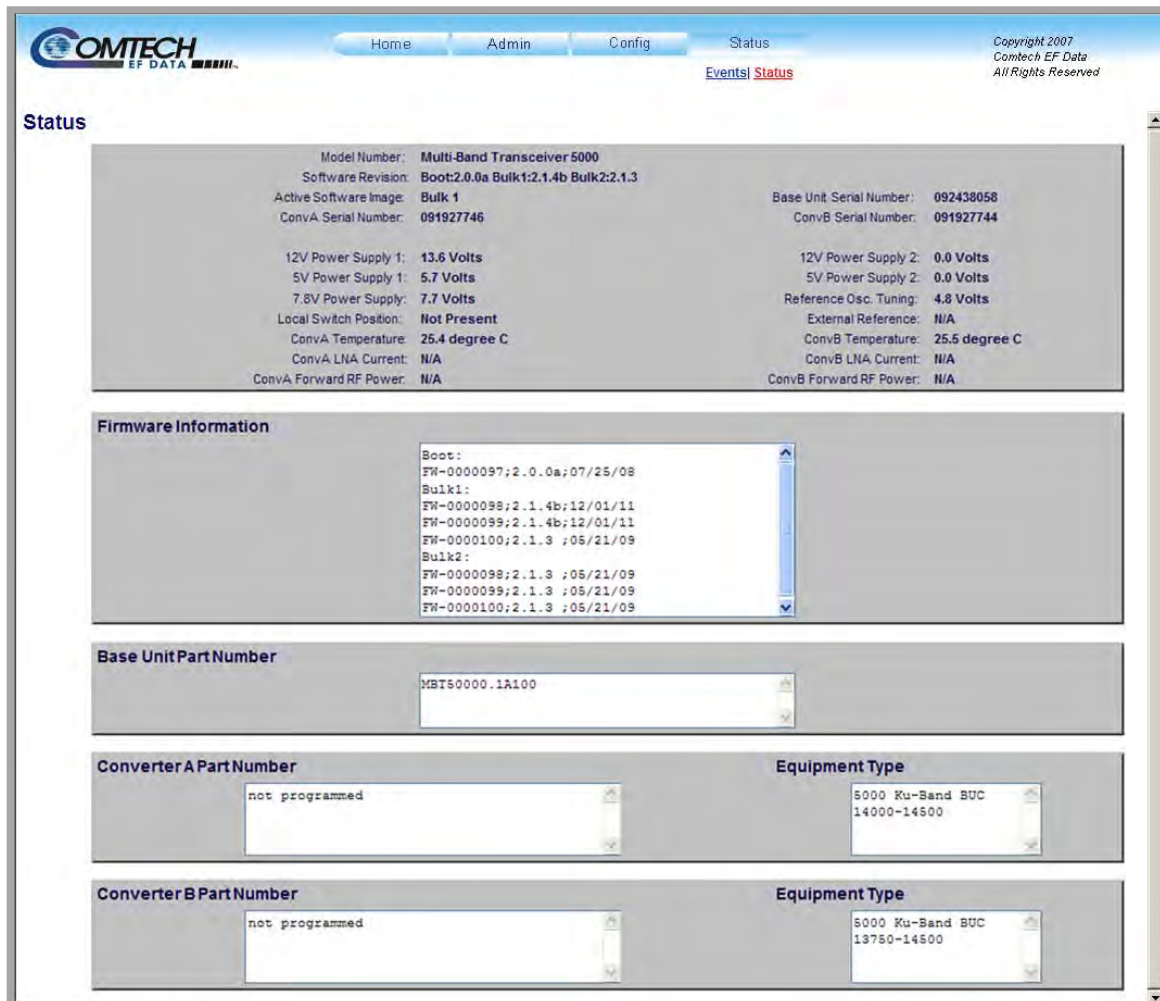 COMTECH
EF DATA
Home Admin Config Status
Events| Status
Copyright 2007
Comtech EF Data
All Rights Reserved
Status
Model Number: Multi-Band Transceiver 5000
Software Revision: Boot:2.0.0a Bulk1:2.1.4b Bulk2:2.1.3
Active Software Image: Bulk 1 Base Unit Serial Number: 092438058
ConvA Serial Number: 091927746 ConvB Serial Number: 091927744
12V Power Supply 1: 13.6 Volts 12V Power Supply 2: 0.0 Volts
5V Power Supply 1: 5.7 Volts 5V Power Supply 2: 0.0 Volts
7.8V Power Supply: 7.7 Volts Reference Osc. Tuning: 4.8 Volts
Local Switch Position: Not Present External Reference: N/A
ConvA Temperature: 25.4 degree C ConvB Temperature: 25.5 degree C
ConvA LNA Current: N/A ConvB LNA Current: N/A
ConvA Forward RF Power: N/A ConvB Forward RF Power: N/A
Firmware Information
Boot:
FW-0000097;2.0.0a;07/25/08
Bulk1:
FW-0000098;2.1.4b;12/01/11
FW-0000099;2.1.4b;12/01/11
FW-0000100;2.1.3 ;05/21/09
Bulk2:
FW-0000098;2.1.3 ;05/21/09
FW-0000099;2.1.3 ;05/21/09
FW-0000100;2.1.3 ;05/21/09
Base Unit Part Number
MBT50000.1A100
Converter A Part Number Equipment Type
not programmed 5000 Ku-Band BUC
14000-14500
Converter B Part Number Equipment Type
not programmed 5000 Ku-Band BUC
13750-14500